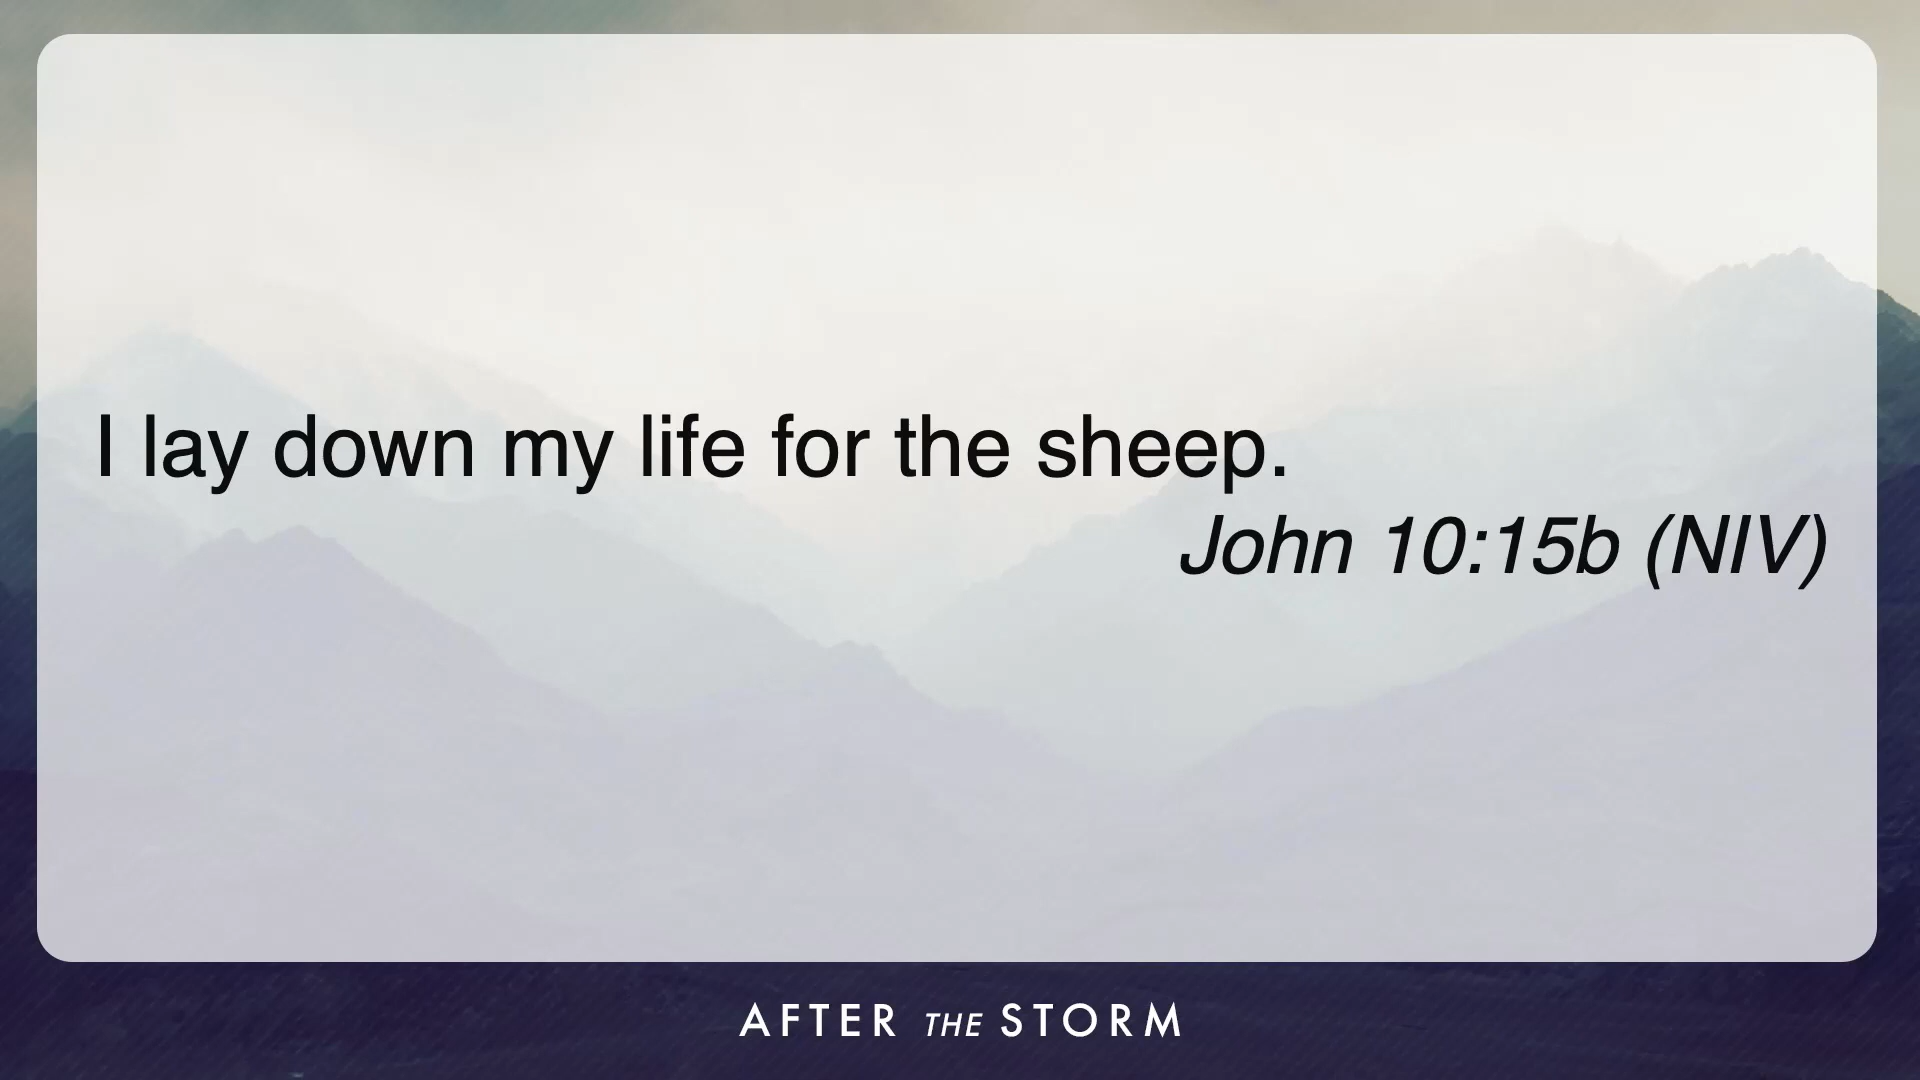 I lay down my life for the sheep.
John 10:15b (NIV)
AFTER THE STORM